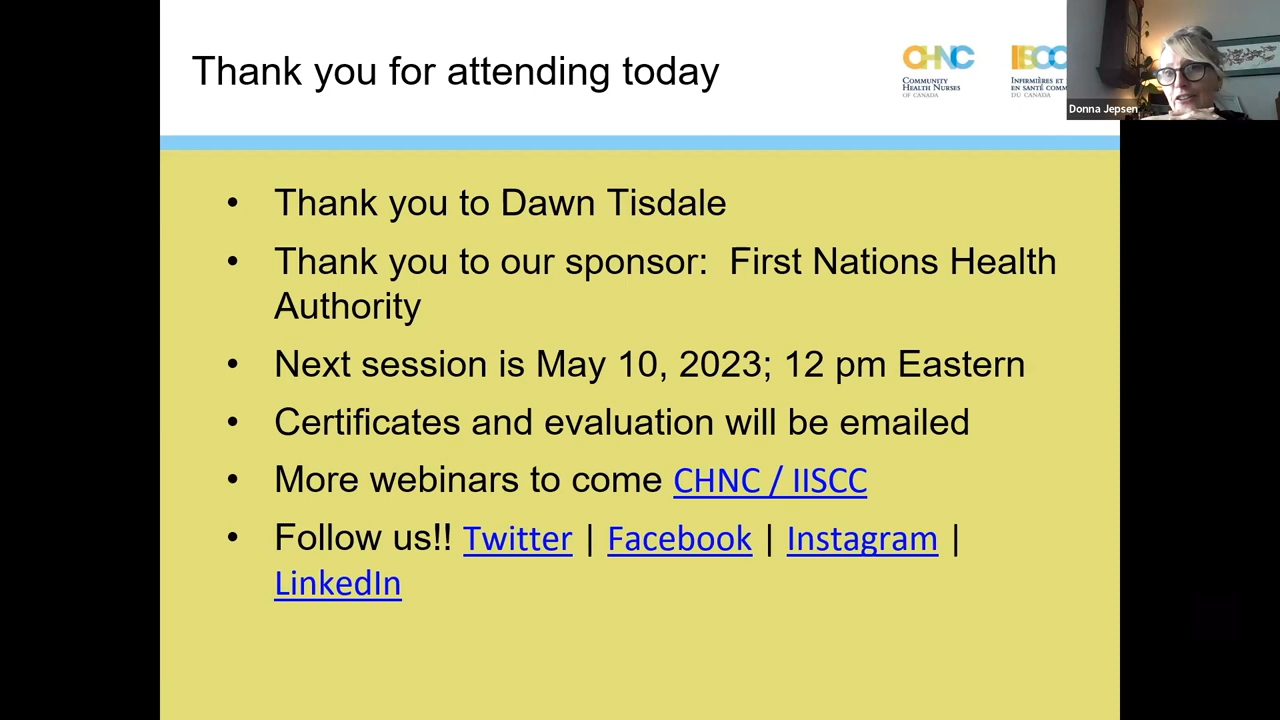 Thank you for attending today
CHNC
COMMUNITY
HEALTH NURSES
OF CANADA
INFIRMIÈRES ET
EN SANTÉ COMM
DU CANADA
Donna Jepsen
• Thank you to Dawn Tisdale
• Thank you to our sponsor: First Nations Health
Authority
• Next session is May 10, 2023; 12 pm Eastern
• Certificates and evaluation will be emailed
• More webinars to come CHNC / IISCC
• Follow us!! Twitter | Facebook | Instagram |
LinkedIn